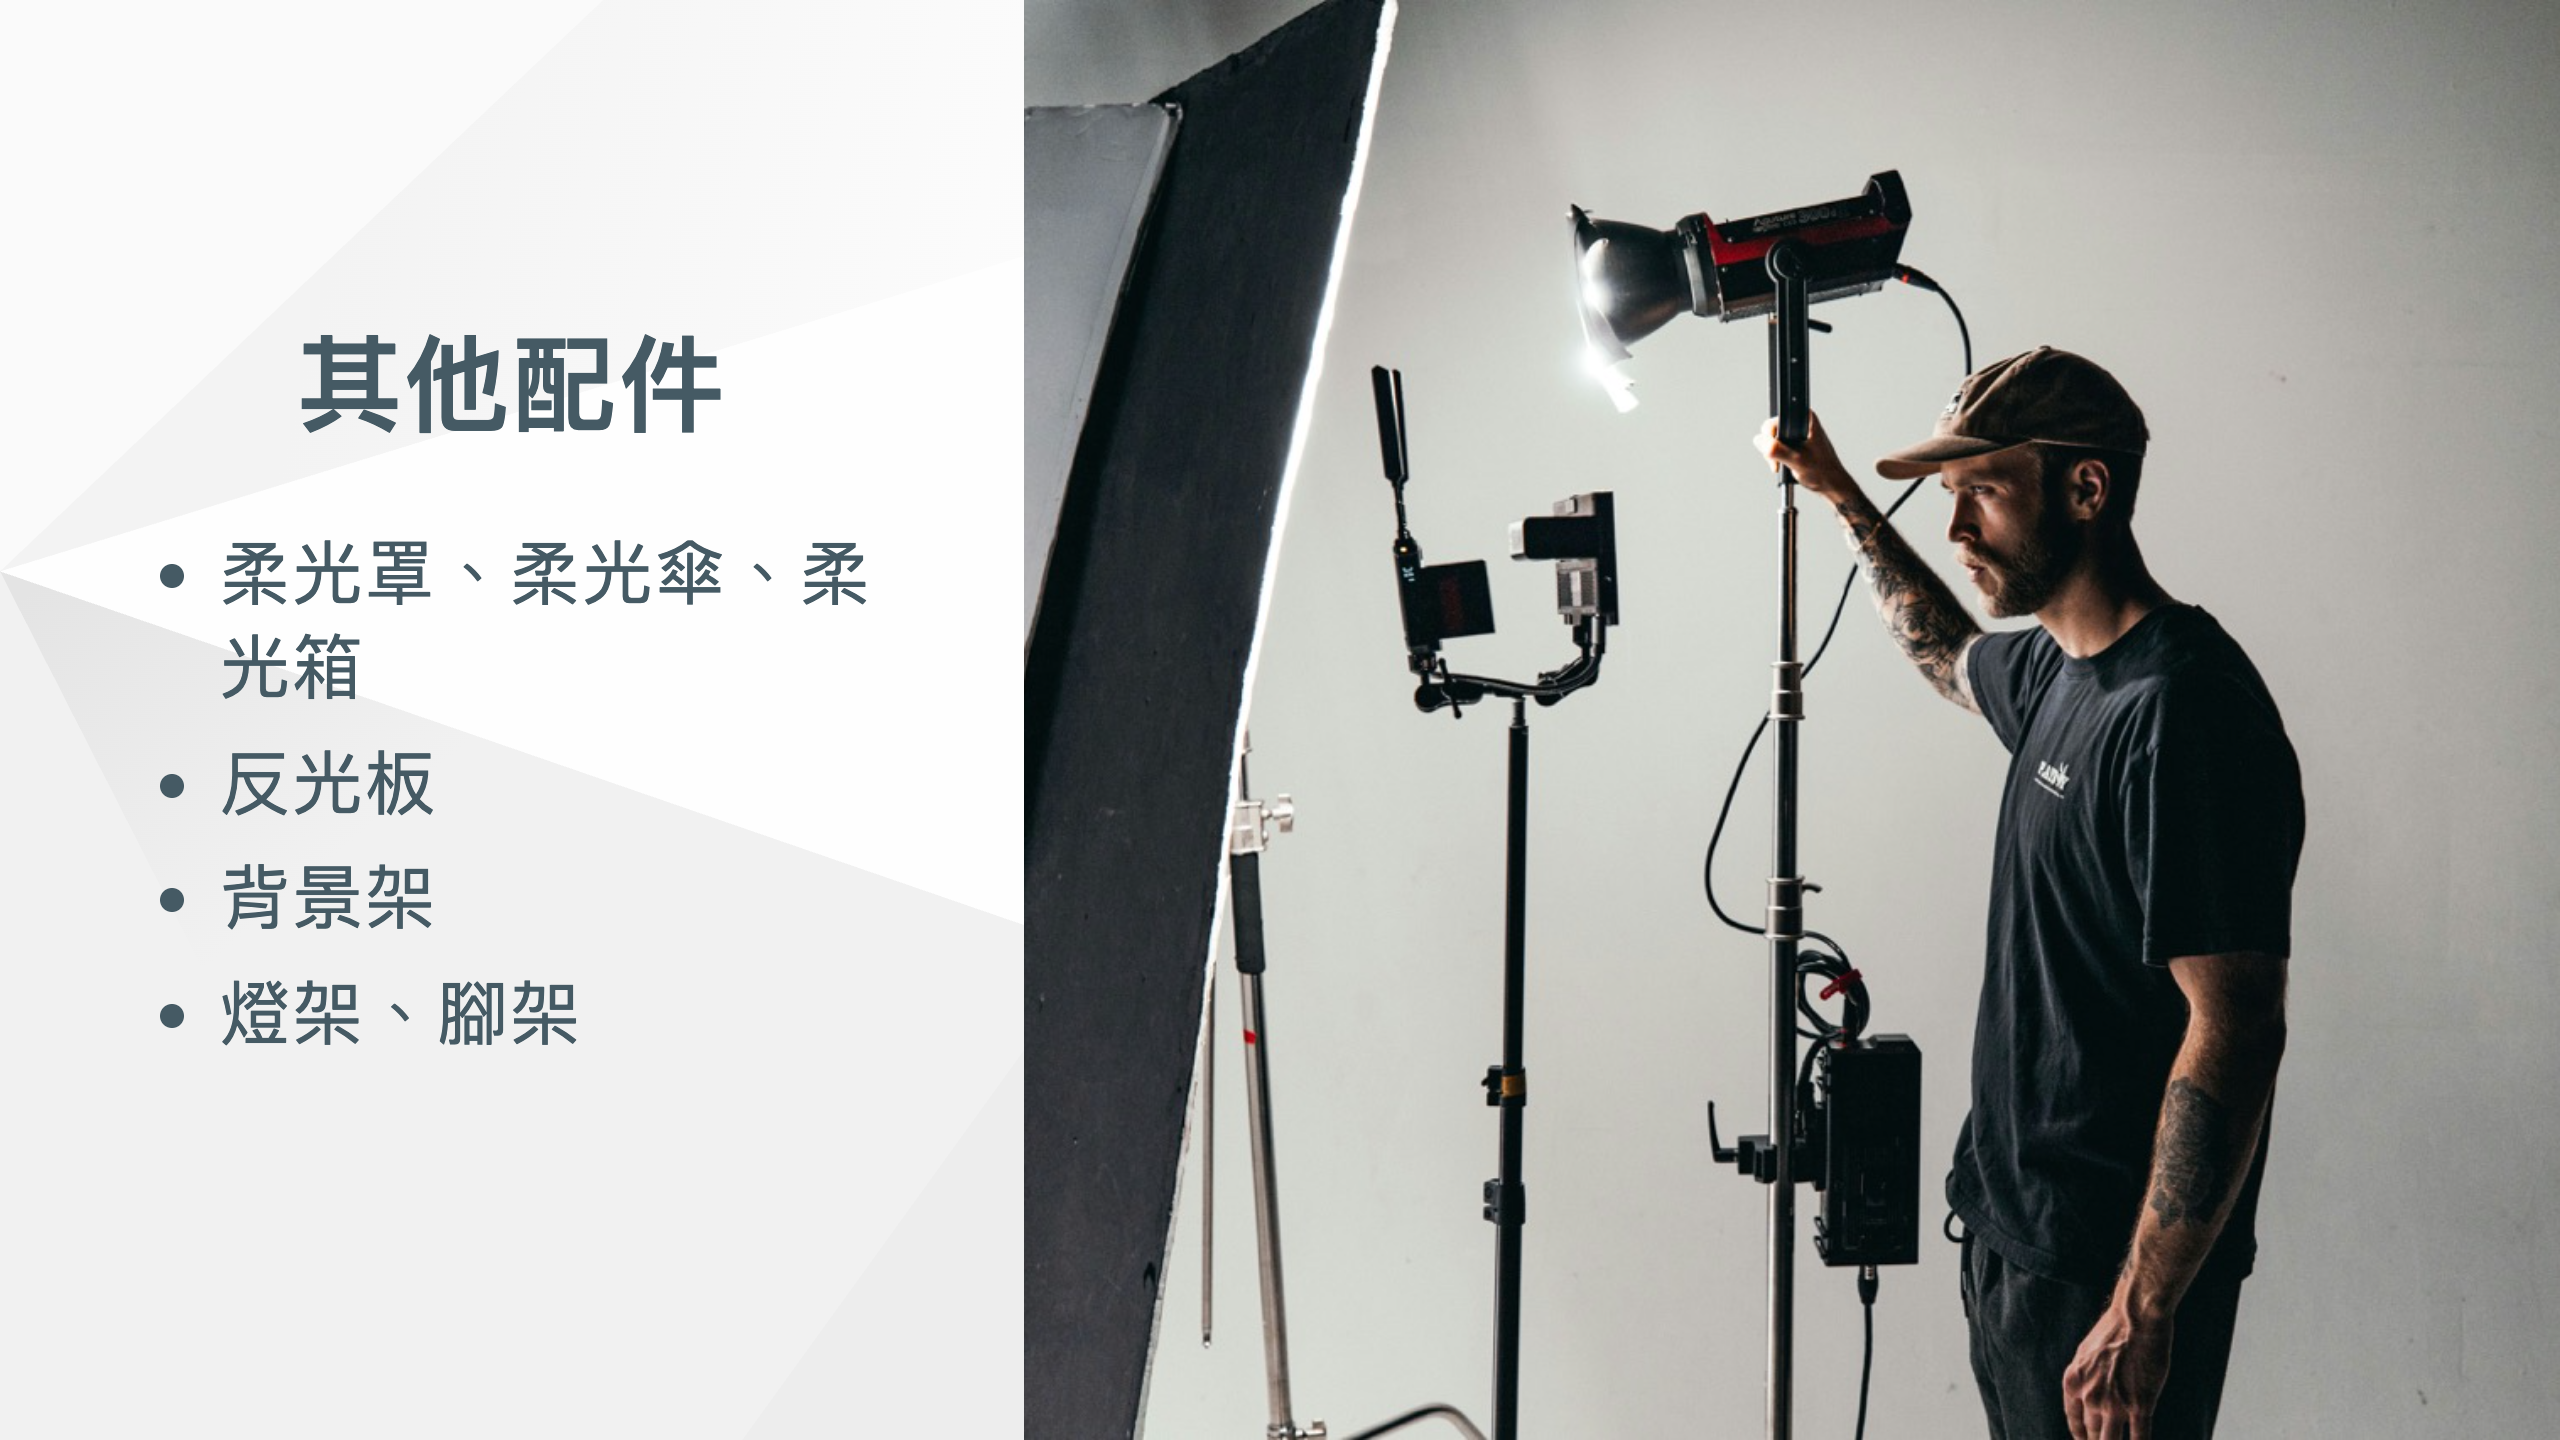 其他配件
柔光罩、柔光傘、柔
光箱
反光板
背景架
燈架、腳架